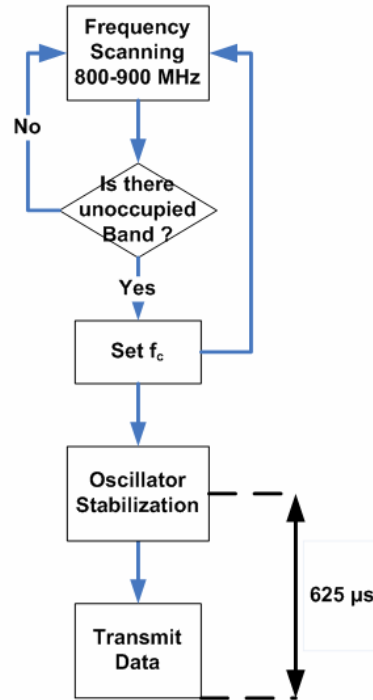 Frequency
Scanning
800-900 MHz
No
Is there
unoccupied
Band ?
Yes
Set fc
Oscillator
Stabilization
625 µs
Transmit
Data